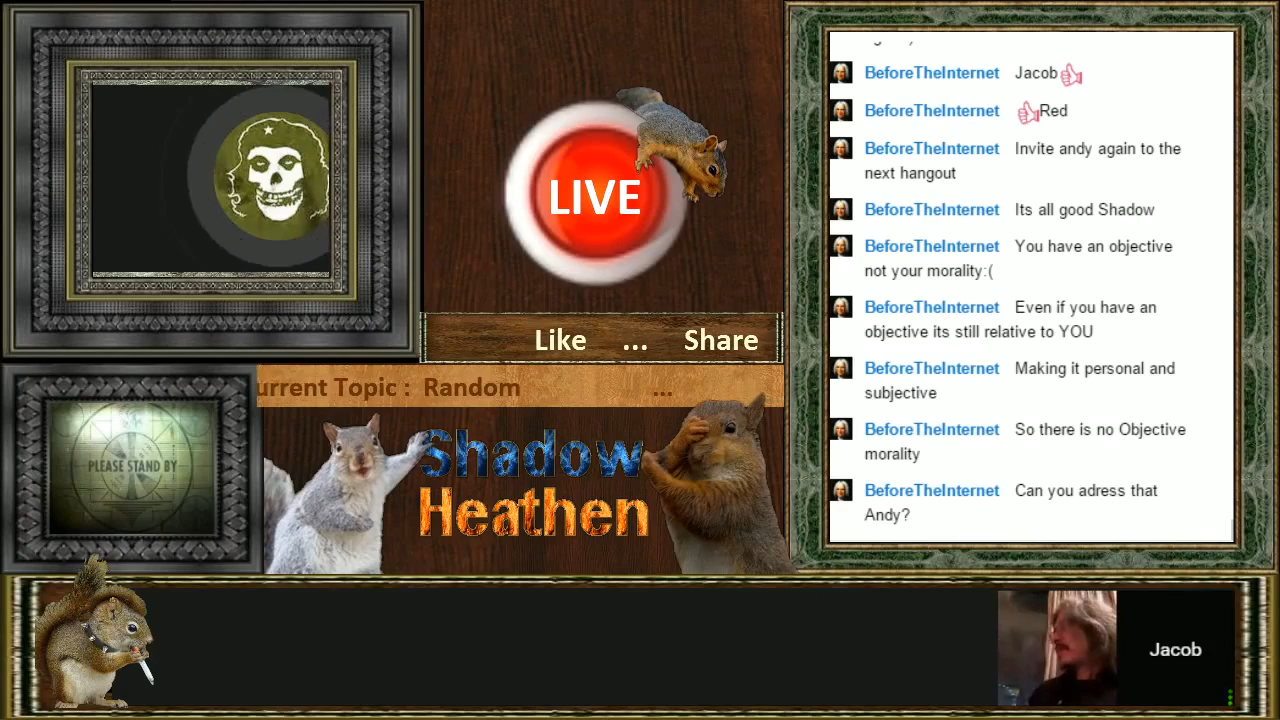 LIVE
Like ... Share
urrent Topic : Random ...
PLEASE STAND BY
Shadow
Heathen
BeforeTheInternet Jacob
BeforeTheInternet Red
BeforeTheInternet Invite andy again to the
next hangout
BeforeTheInternet Its all good Shadow
BeforeTheInternet You have an objective
not your morality:(
BeforeTheInternet Even if you have an
objective its still relative to YOU
BeforeTheInternet Making it personal and
subjective
BeforeTheInternet So there is no Objective
morality
BeforeTheInternet Can you adress that
Andy?
Jacob